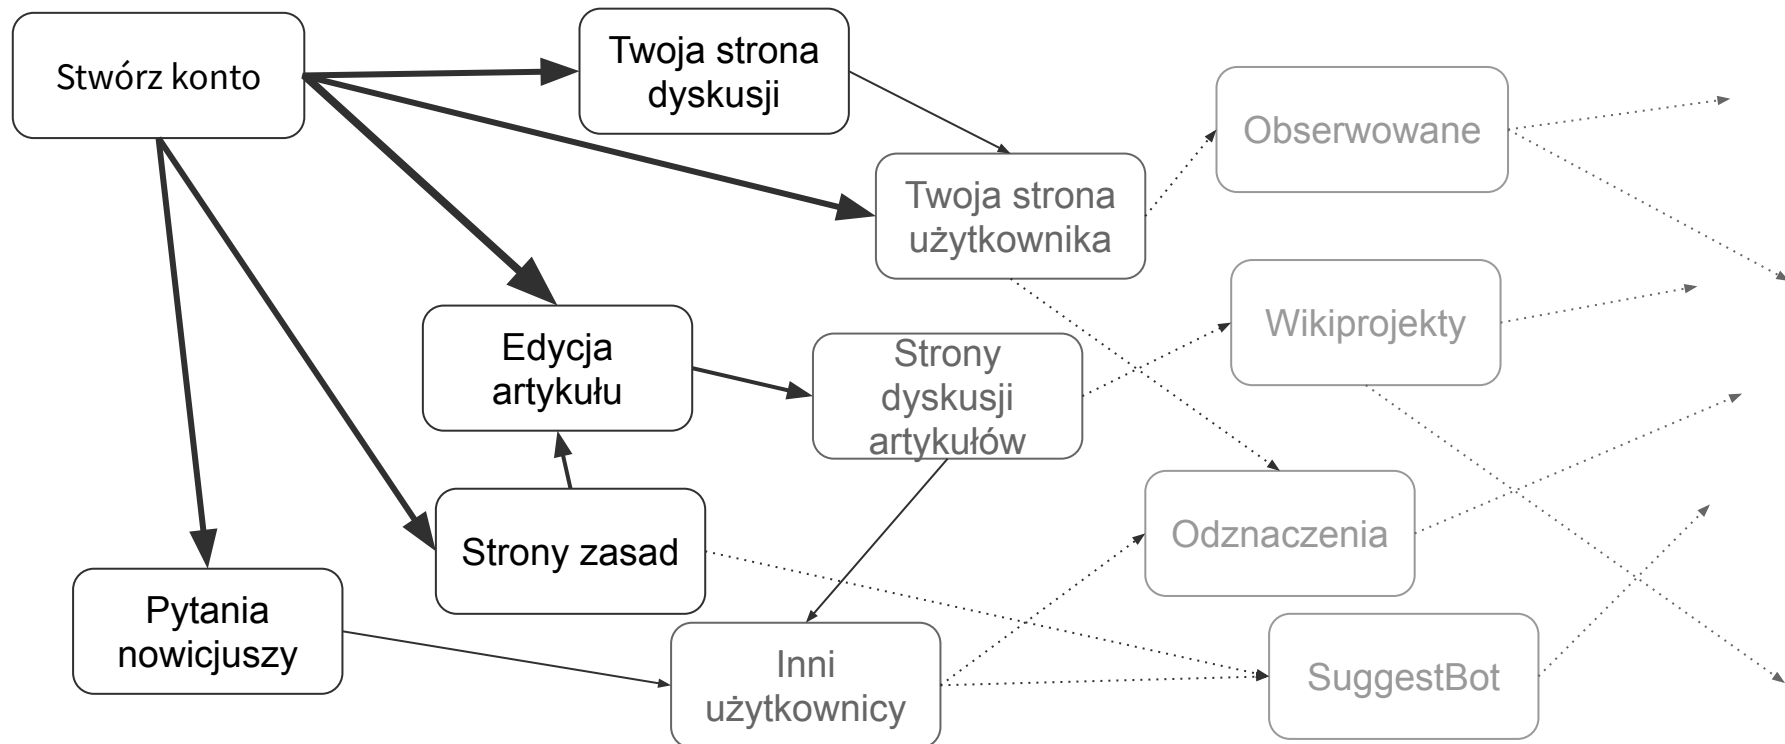 Stwórz konto
Twoja strona
dyskusji
Obserwowane
Twoja strona
użytkownika
Wikiprojekty
Edycja
artykułu
Strony
dyskusji
artykułów
Odznaczenia
Strony zasad
Pytania
nowicjuszy
Inni
użytkownicy
SuggestBot